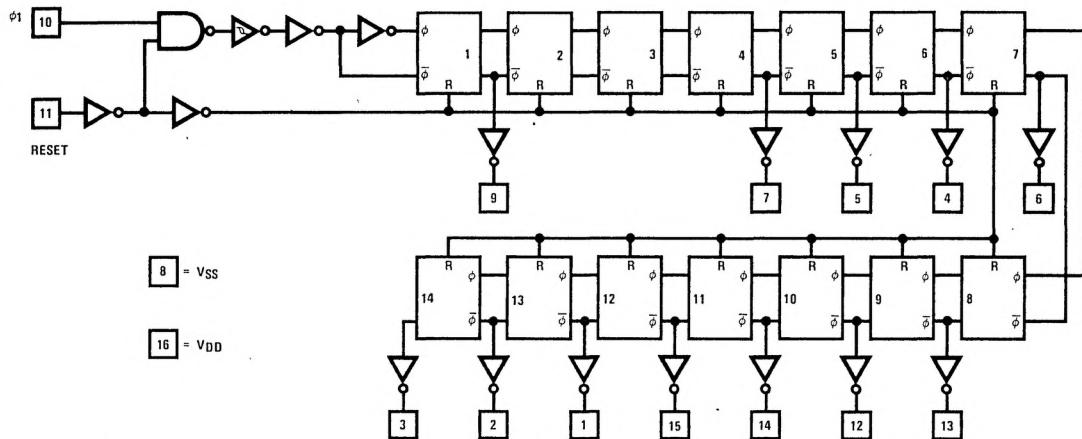 φ1 10
φ φ φ φ φ φ φ
1 2 3 4 5 6 7
φ̅ φ̅ φ̅ φ̅ φ̅ φ̅ φ̅
R R R R R R R
11
RESET
9 7 5 4 6
R R R R R R R
φ φ φ φ φ φ φ
14 13 12 11 10 9 8
φ̅ φ̅ φ̅ φ̅ φ̅ φ̅ φ̅
8 = VSS
16 = VDD
3 2 1 15 14 12 13